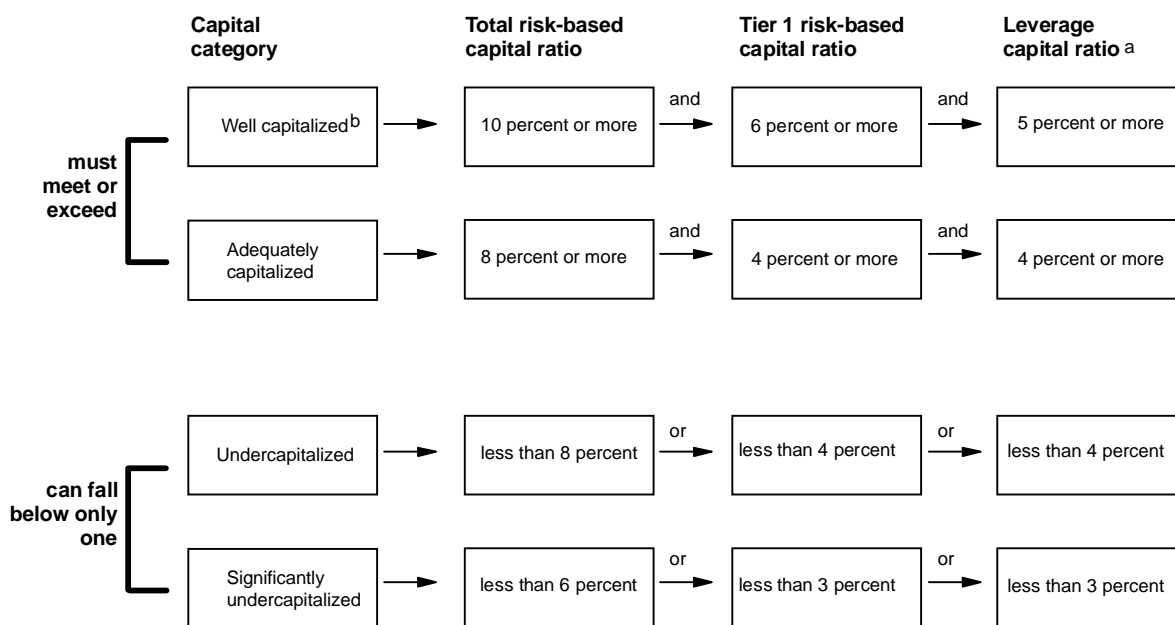 Capital category
Total risk-based capital ratio
Tier 1 risk-based capital ratio
Leverage capital ratio a
must meet or exceed
Well capitalized b
10 percent or more
and
6 percent or more
and
5 percent or more
Adequately capitalized
8 percent or more
and
4 percent or more
and
4 percent or more
can fall below only one
Undercapitalized
less than 8 percent
or
less than 4 percent
or
less than 4 percent
Significantly undercapitalized
less than 6 percent
or
less than 3 percent
or
less than 3 percent